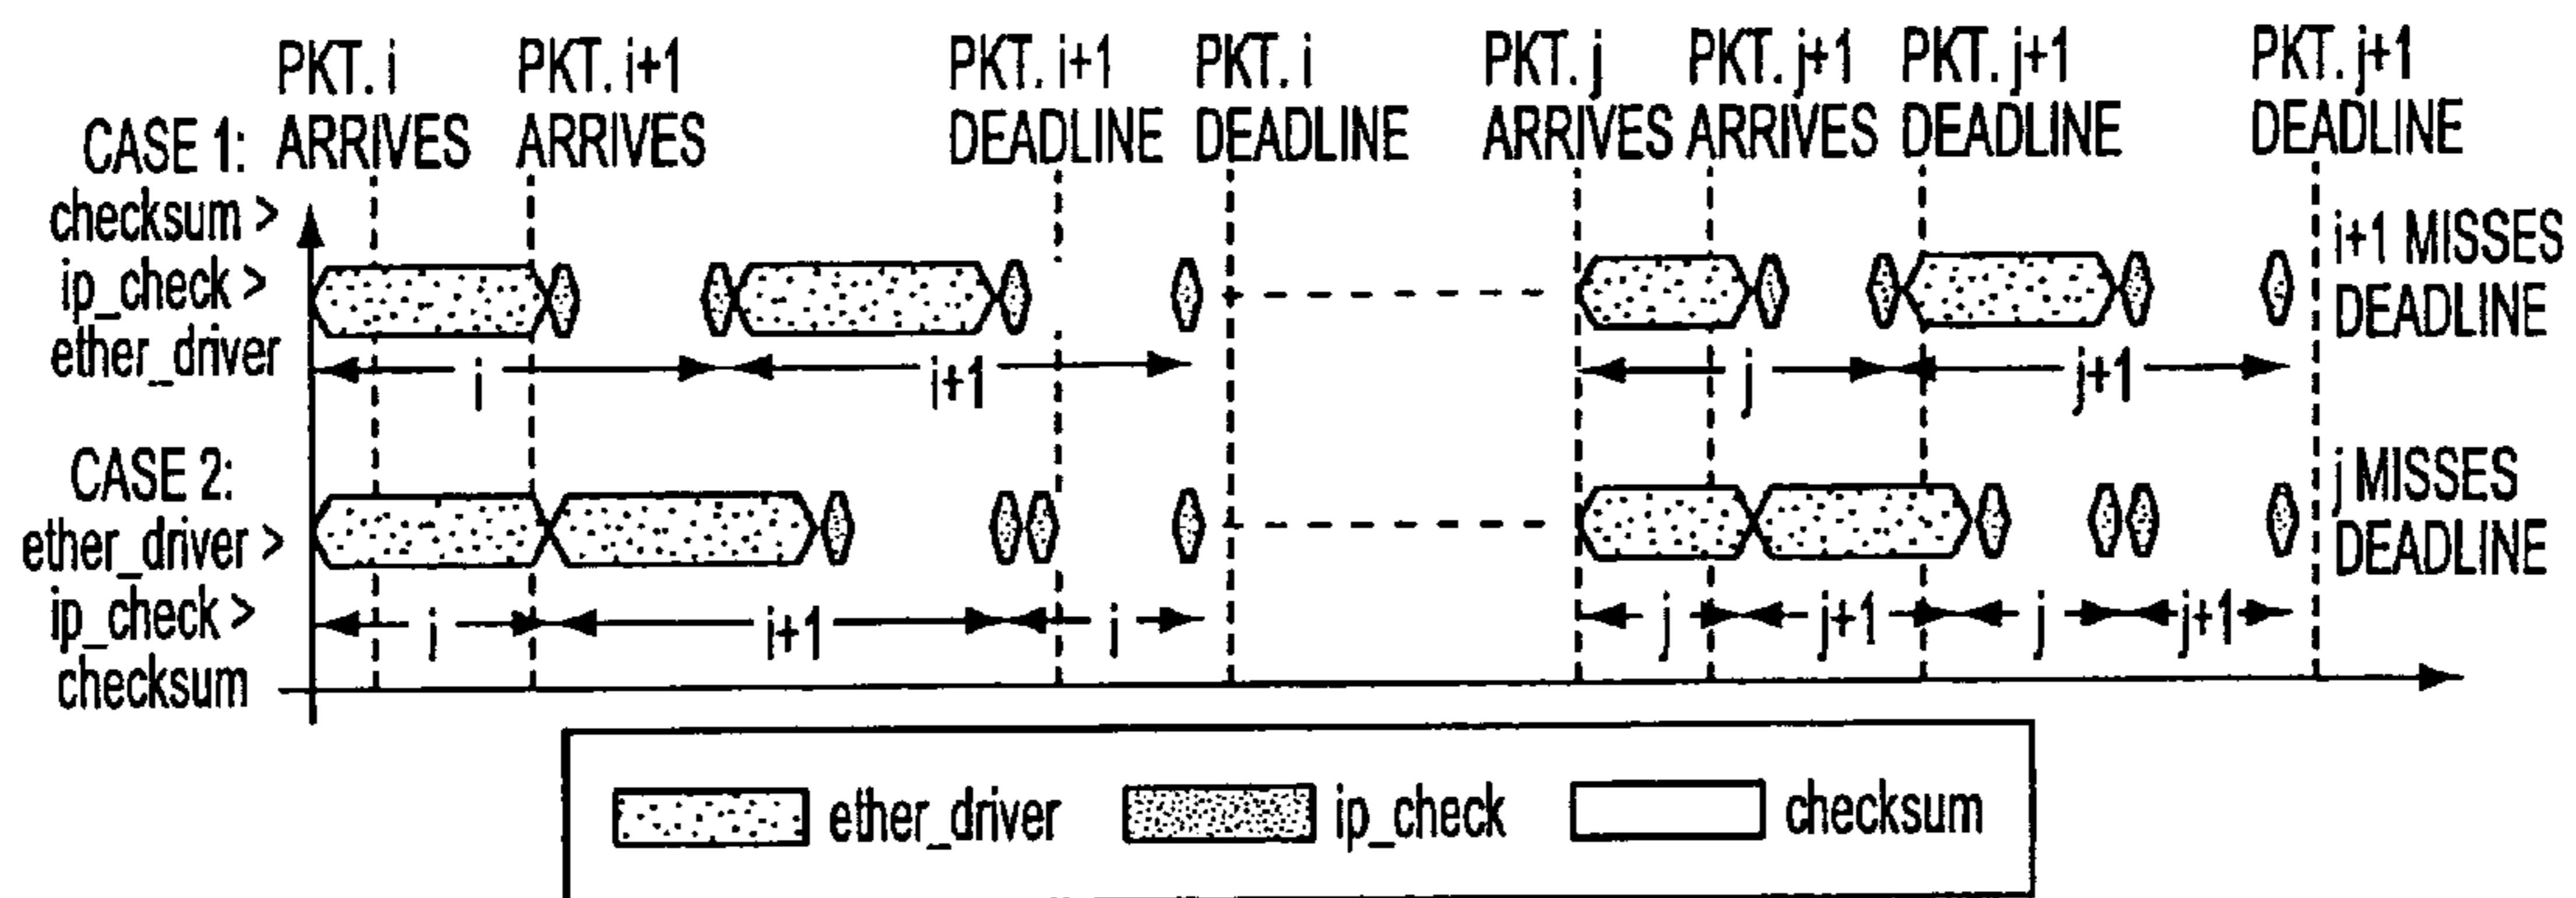 PKT. i
ARRIVES
PKT. i+1
ARRIVES
PKT. i+1
DEADLINE
PKT. i
DEADLINE
PKT. j
ARRIVES
PKT. j+1
ARRIVES
PKT. j+1
DEADLINE
PKT. j+1
DEADLINE
CASE 1:
checksum >
ip_check >
ether_driver
i
i+1
j
j+1
i+1 MISSES
DEADLINE
CASE 2:
ether_driver >
ip_check >
checksum
i
i+1
i
j
j+1
j
j+1
j MISSES
DEADLINE
ether_driver
ip_check
checksum